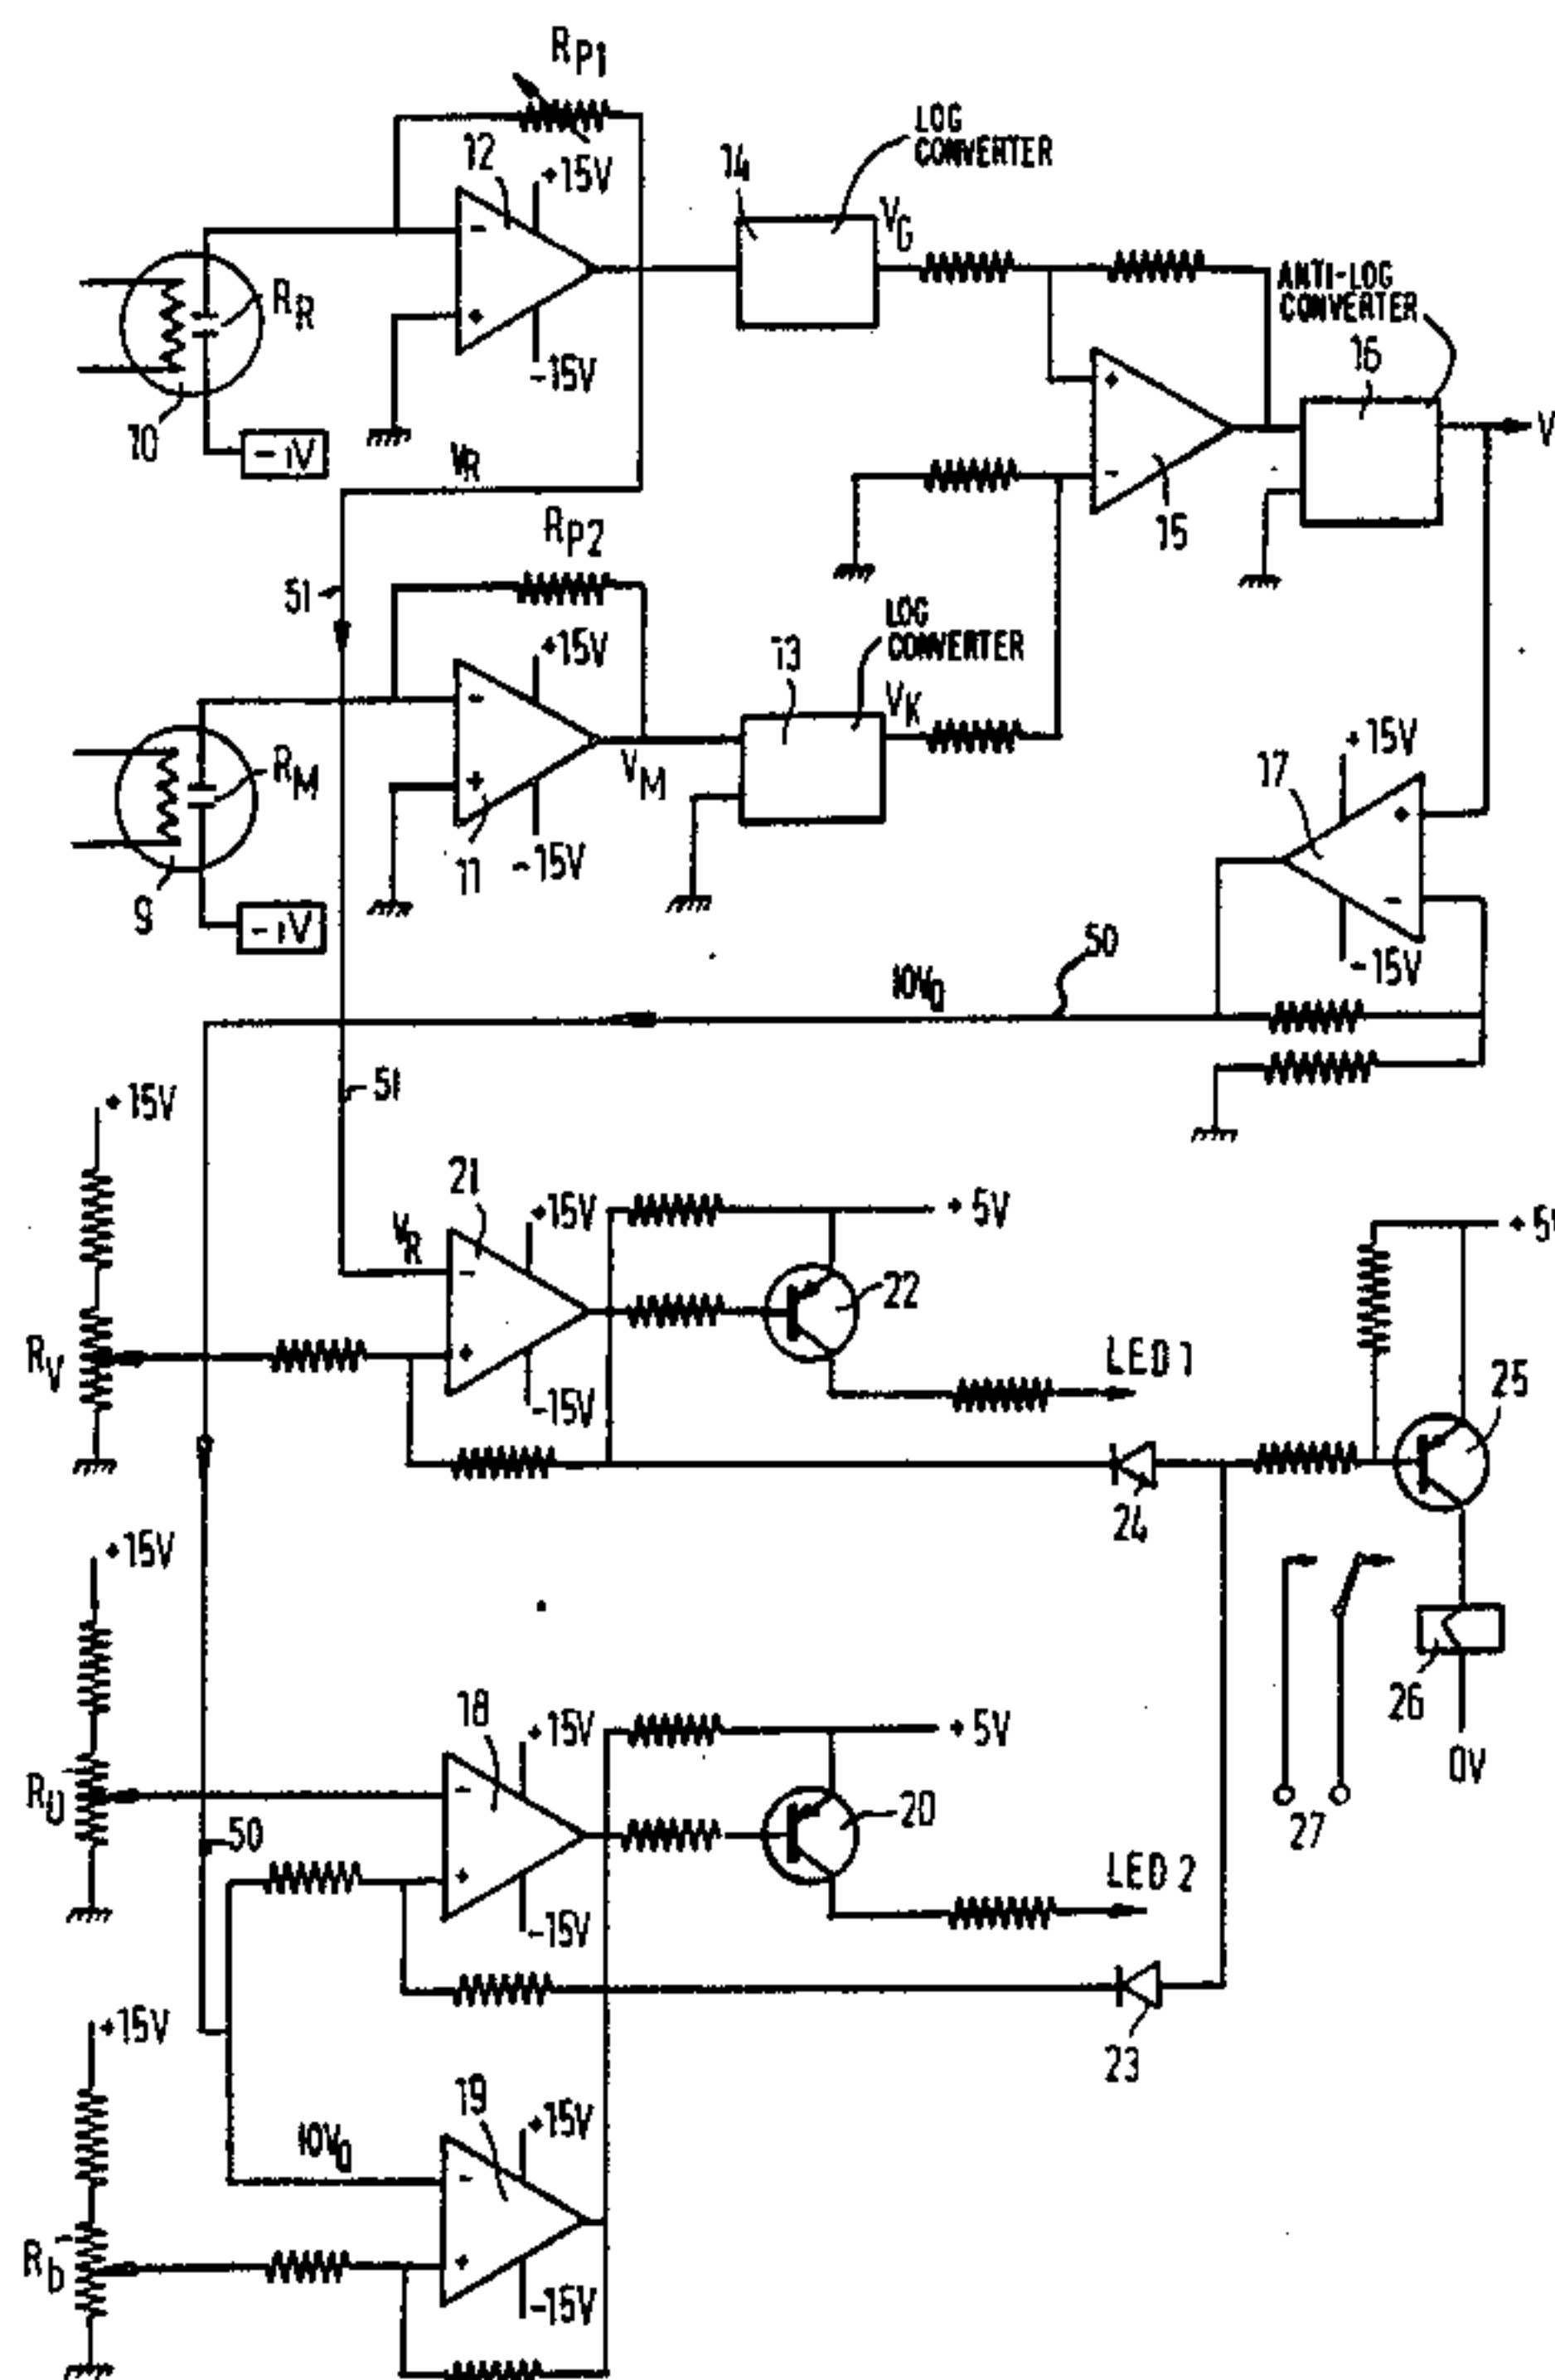 RP1
12
+15V
LOG
CONVERTER
14
VG
-
RR
+
-15V
ANTI-LOG
CONVERTER
16
10
-1V
VR
+
V
-
15
RP2
51
+15V
LOG
CONVERTER
13
VK
-
RM
VM
+15V
17
+
+
11
-15V
9
-1V
-
-15V
50
10V0
+15V
51
21
+15V
+5V
VR
-
22
+5V
RV
+
LED 1
-15V
25
24
+15V
18
+15V
+5V
26
RU
-
20
0V
27
50
+
LED 2
-15V
+15V
23
19
+15V
10V0
-
Rb
+
-15V